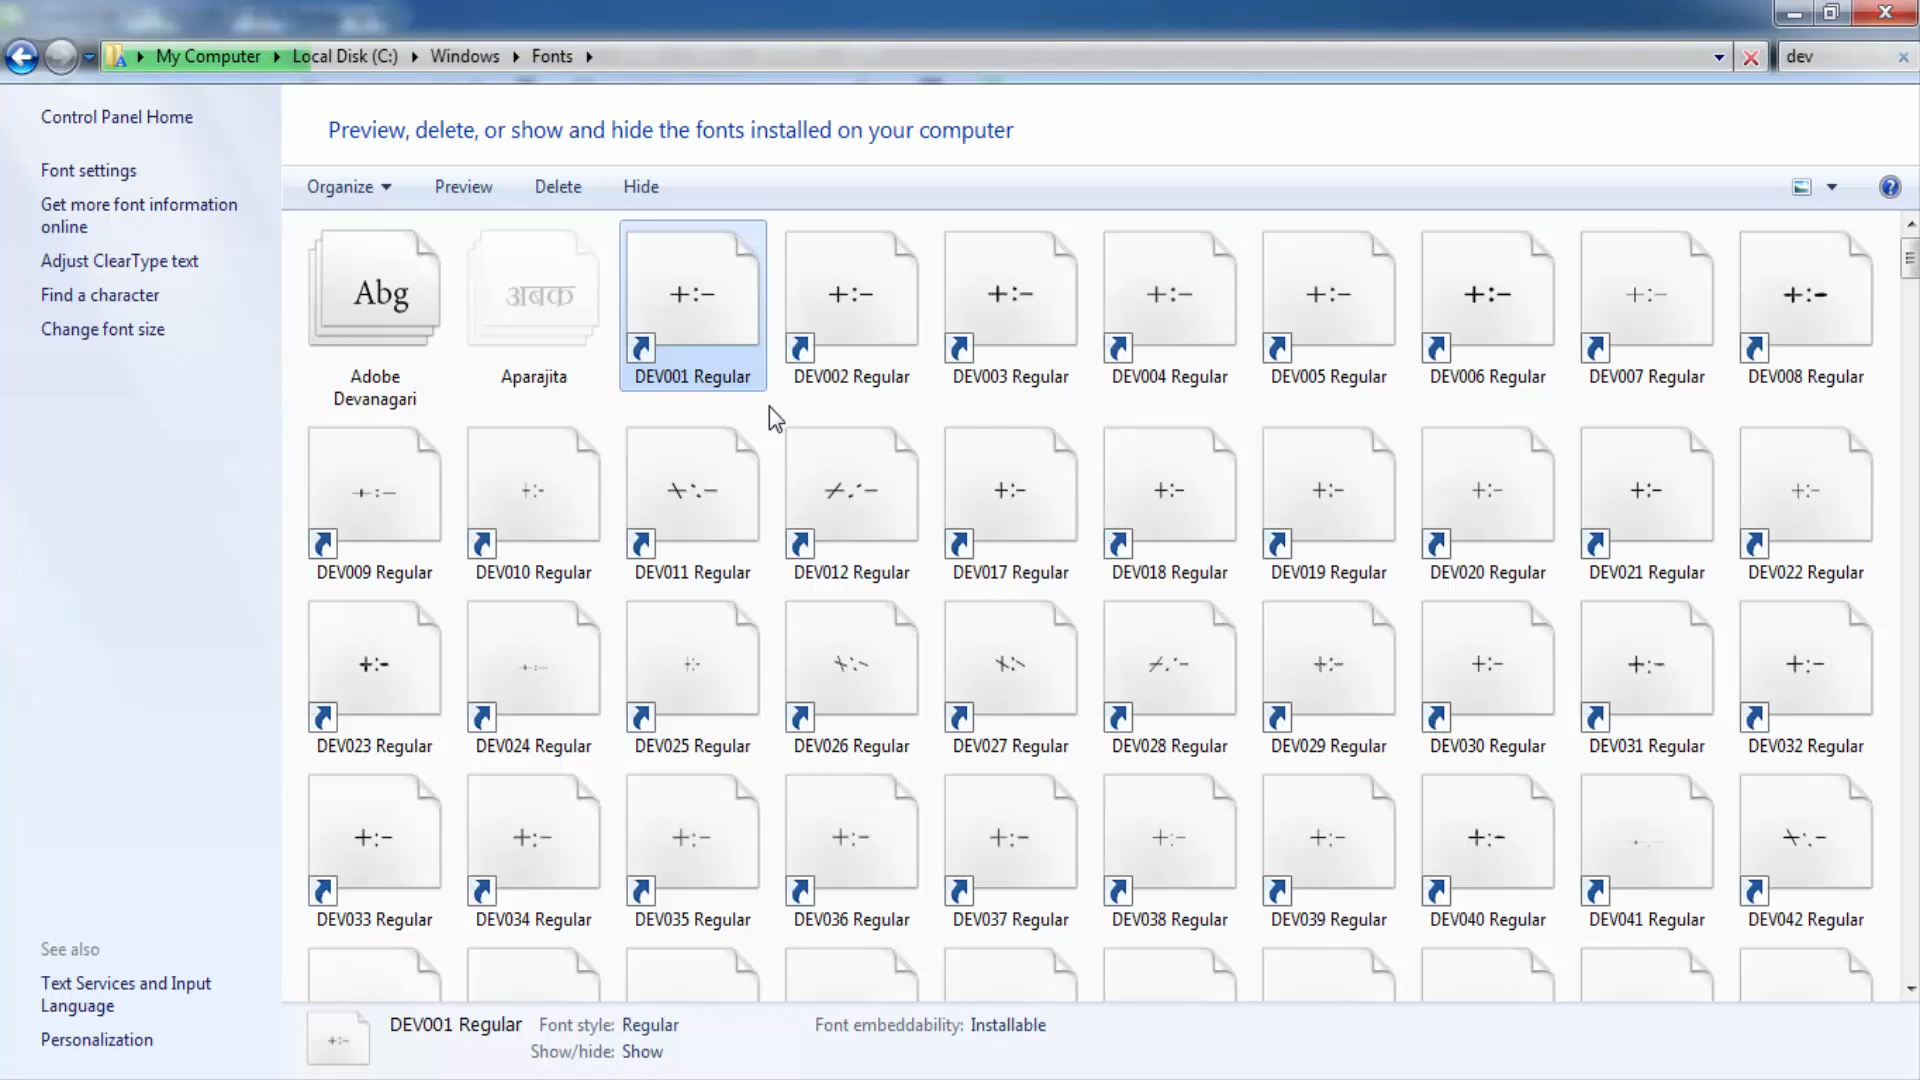 My Computer Local Disk (C:) Windows Fonts
dev
Control Panel Home
Font settings
Get more font information
online
Adjust ClearType text
Find a character
Change font size
See also
Text Services and Input
Language
Personalization
Preview, delete, or show and hide the fonts installed on your computer
Organize Preview Delete Hide
Abg
अबक
+:- +:- +:- +:- +:- +:- +:- +:-
Adobe
Devanagari
Aparajita DEV001 Regular DEV002 Regular DEV003 Regular DEV004 Regular DEV005 Regular DEV006 Regular DEV007 Regular DEV008 Regular
+:- +:- +:- +:- +:- +:- +:- +:- +:- +:-
DEV009 Regular DEV010 Regular DEV011 Regular DEV012 Regular DEV017 Regular DEV018 Regular DEV019 Regular DEV020 Regular DEV021 Regular DEV022 Regular
+:- +:- +:- +:- +:- +:- +:- +:- +:- +:-
DEV023 Regular DEV024 Regular DEV025 Regular DEV026 Regular DEV027 Regular DEV028 Regular DEV029 Regular DEV030 Regular DEV031 Regular DEV032 Regular
+:- +:- +:- +:- +:- +:- +:- +:- +:-
DEV033 Regular DEV034 Regular DEV035 Regular DEV036 Regular DEV037 Regular DEV038 Regular DEV039 Regular DEV040 Regular DEV041 Regular DEV042 Regular
+:-
DEV001 Regular Font style: Regular Font embeddability: Installable
Show/hide: Show